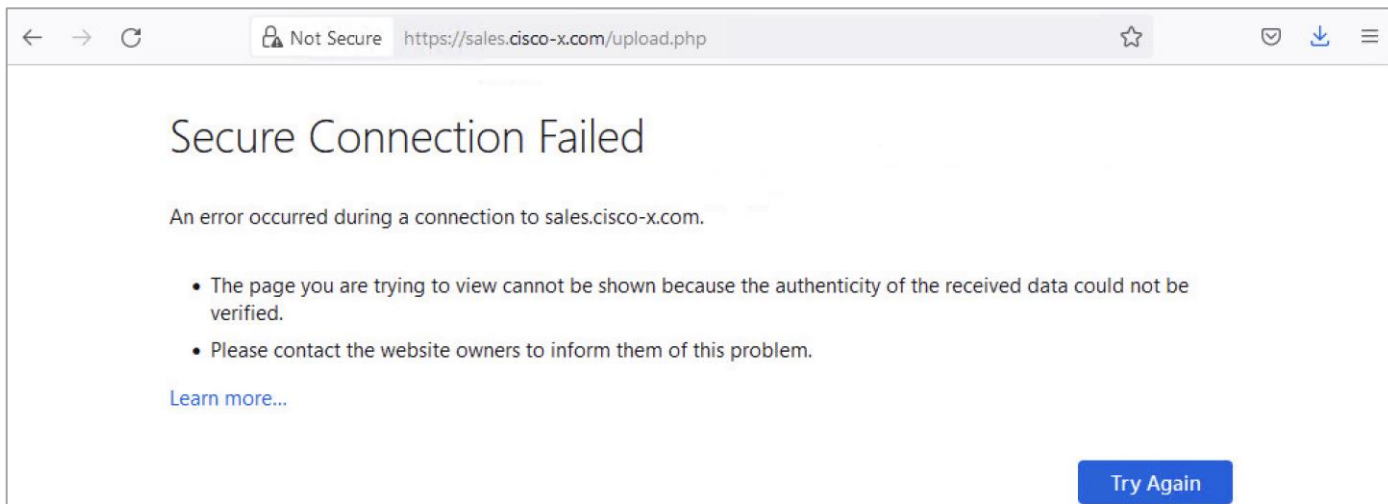 Not Secure https://sales.cisco-x.com/upload.php
Secure Connection Failed
An error occurred during a connection to sales.cisco-x.com.
• The page you are trying to view cannot be shown because the authenticity of the received data could not be
verified.
• Please contact the website owners to inform them of this problem.
Learn more...
Try Again